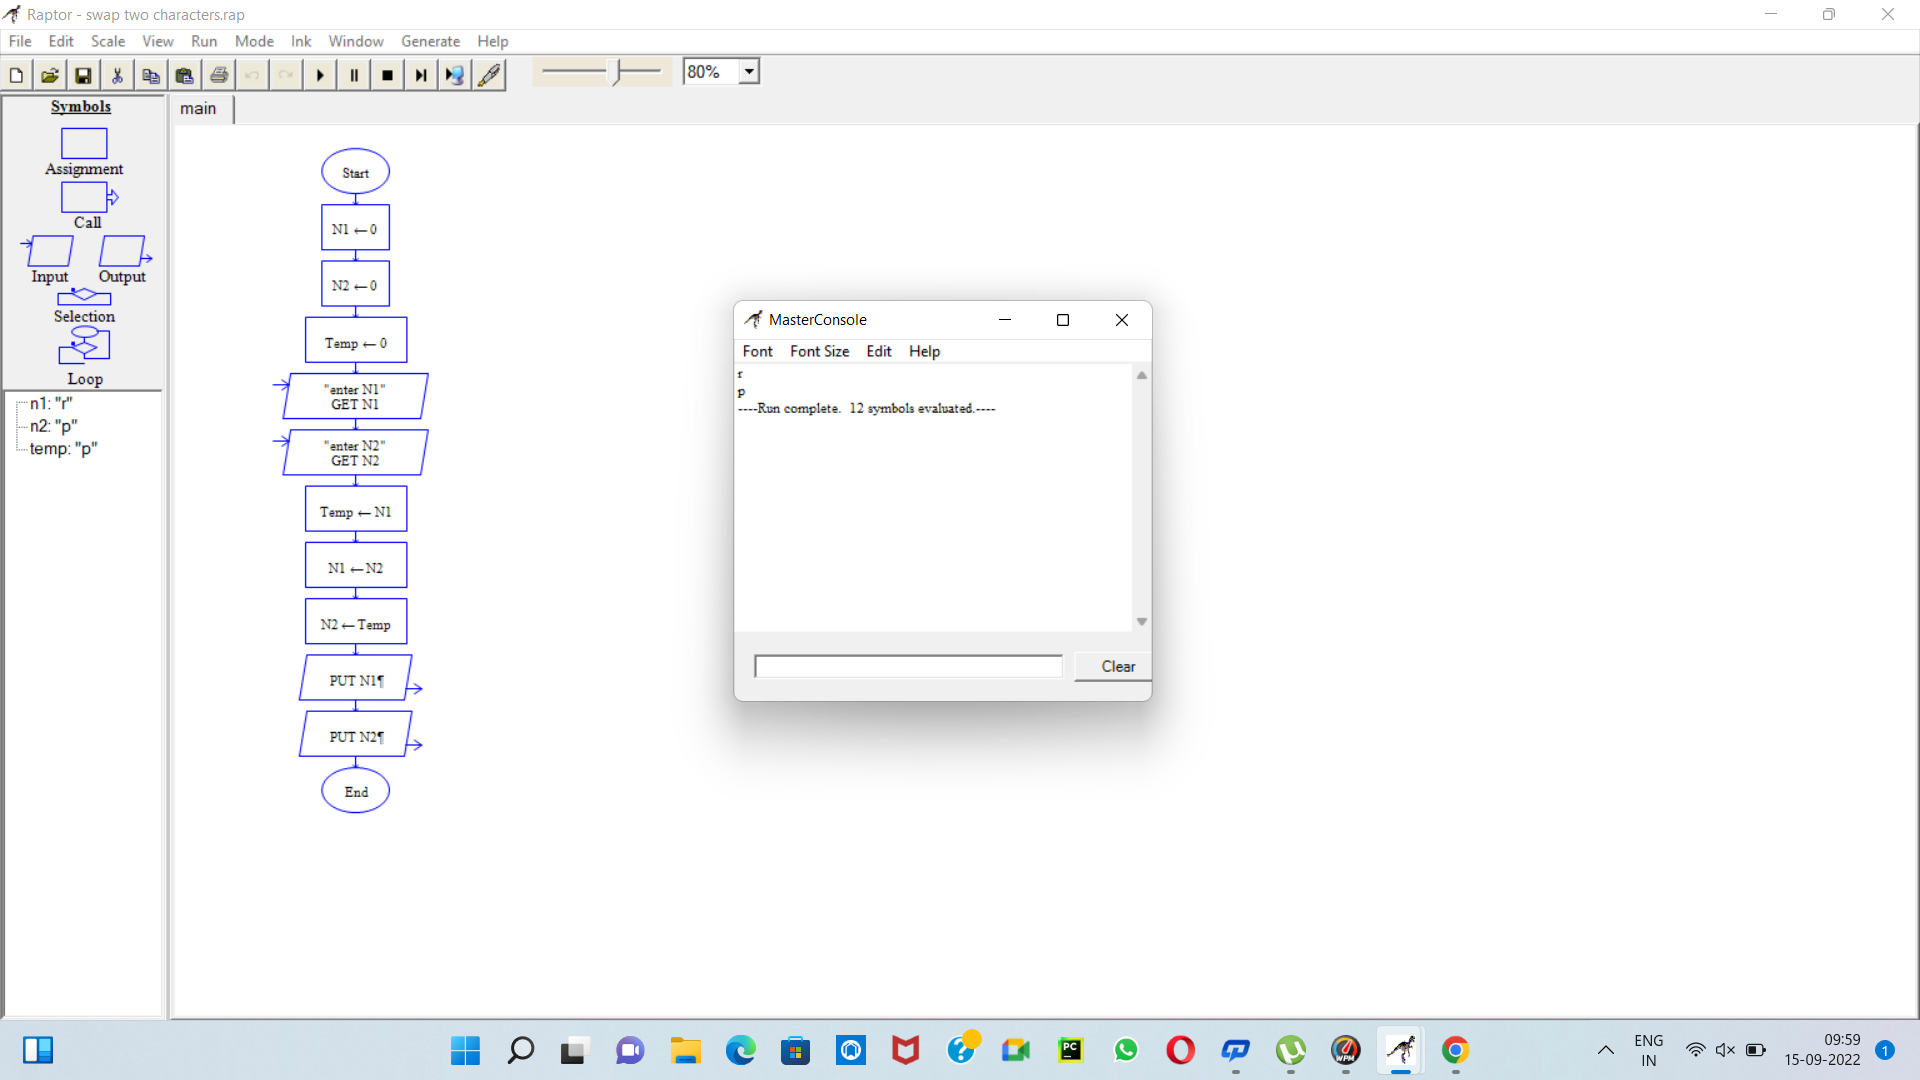 Raptor - swap two characters.rap
File Edit Scale View Run Mode Ink Window Generate Help
80%
Symbols
Assignment
Call
Input Output
Selection
Loop
n1: "r"
n2: "p"
temp: "p"
main
Start
N1 ← 0
N2 ← 0
Temp ← 0
"enter N1"
GET N1
"enter N2"
GET N2
Temp ← N1
N1 ← N2
N2 ← Temp
PUT N1¶
PUT N2¶
End
MasterConsole
Font Font Size Edit Help
r
p
----Run complete.  12 symbols evaluated.----
Clear
PC
WPM
ENG
IN
09:59
15-09-2022
1